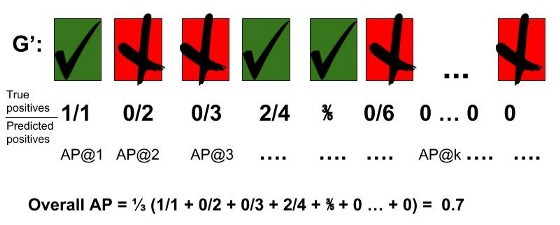 G’:
...
True positives
1/1 0/2 0/3 2/4 ⅗ 0/6 0 ... 0 0
Predicted positives
AP@1 AP@2 AP@3 .... .... .... AP@k .... ....
Overall AP = ⅓ (1/1 + 0/2 + 0/3 + 2/4 + ⅗ + 0 ... + 0) = 0.7